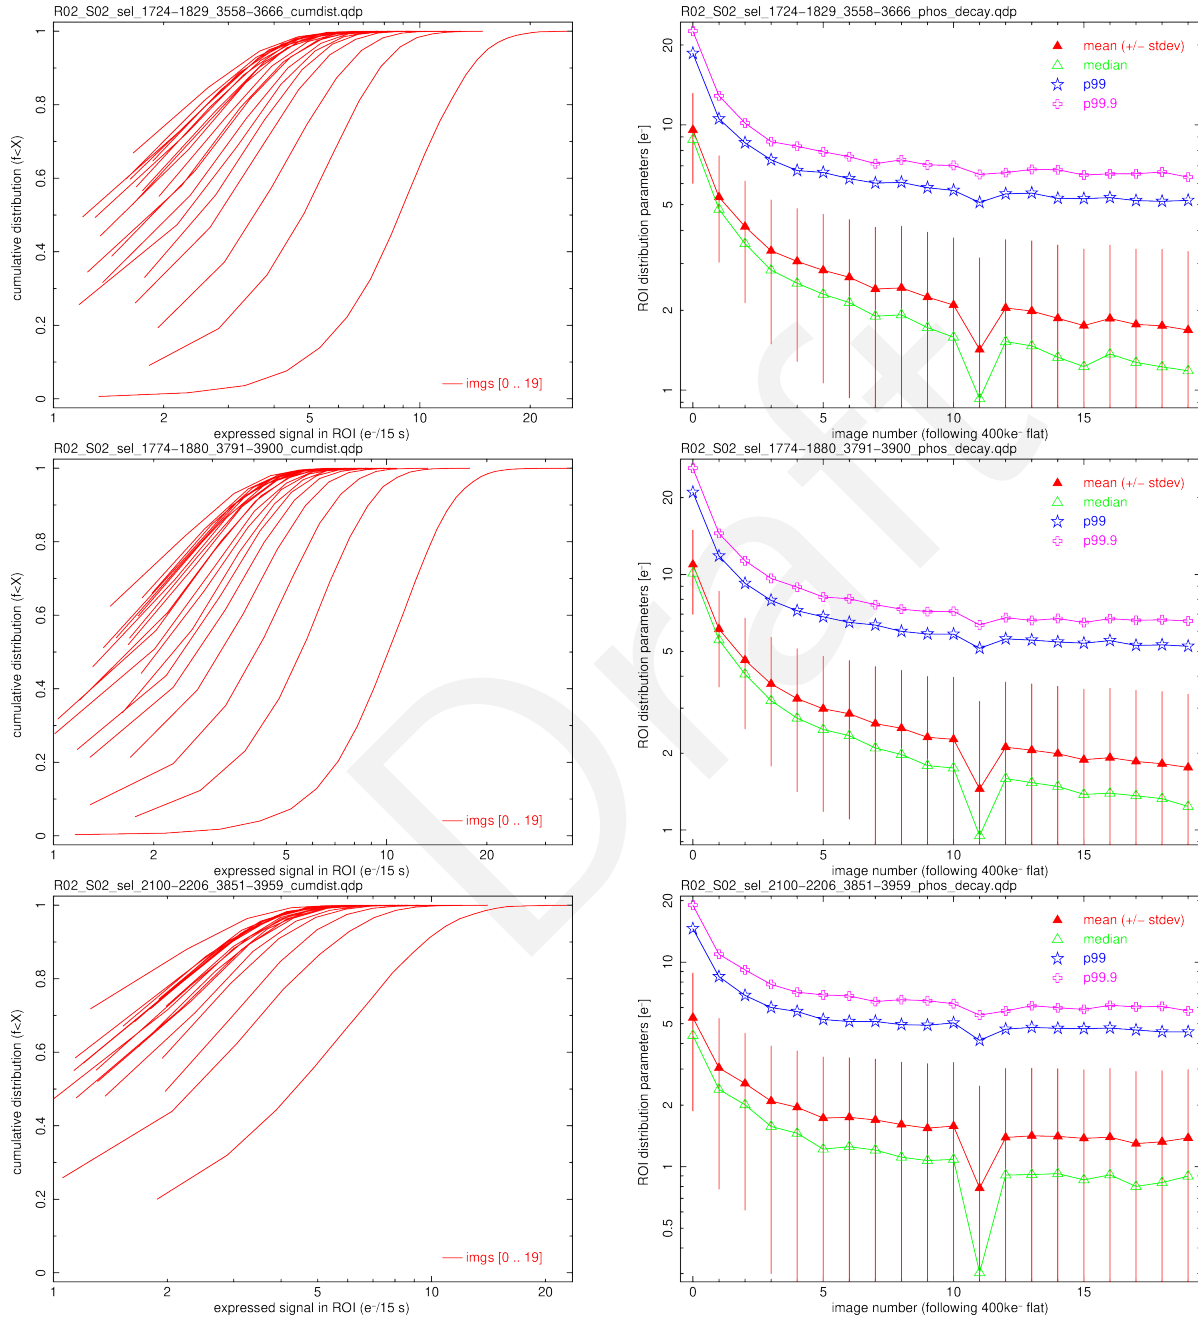 R02_S02_sel_1724−1829_3558−3666_cumdist.qdp
cumulative distribution (f<X)
0
0.2
0.4
0.6
0.8
1
imgs [0 .. 19]
1
2
5
10
20
expressed signal in ROI (e−/15 s)
R02_S02_sel_1724−1829_3558−3666_phos_decay.qdp
ROI distribution parameters [e−]
1
2
5
10
20
mean (+/− stdev)
median
p99
p99.9
0
5
10
15
image number (following 400ke− flat)
R02_S02_sel_1774−1880_3791−3900_cumdist.qdp
cumulative distribution (f<X)
0
0.2
0.4
0.6
0.8
1
imgs [0 .. 19]
1
2
5
10
20
expressed signal in ROI (e−/15 s)
R02_S02_sel_1774−1880_3791−3900_phos_decay.qdp
ROI distribution parameters [e−]
1
2
5
10
20
mean (+/− stdev)
median
p99
p99.9
0
5
10
15
image number (following 400ke− flat)
R02_S02_sel_2100−2206_3851−3959_cumdist.qdp
cumulative distribution (f<X)
0
0.2
0.4
0.6
0.8
1
imgs [0 .. 19]
1
2
5
10
20
expressed signal in ROI (e−/15 s)
R02_S02_sel_2100−2206_3851−3959_phos_decay.qdp
ROI distribution parameters [e−]
0.5
1
2
5
10
20
mean (+/− stdev)
median
p99
p99.9
0
5
10
15
image number (following 400ke− flat)
Draft